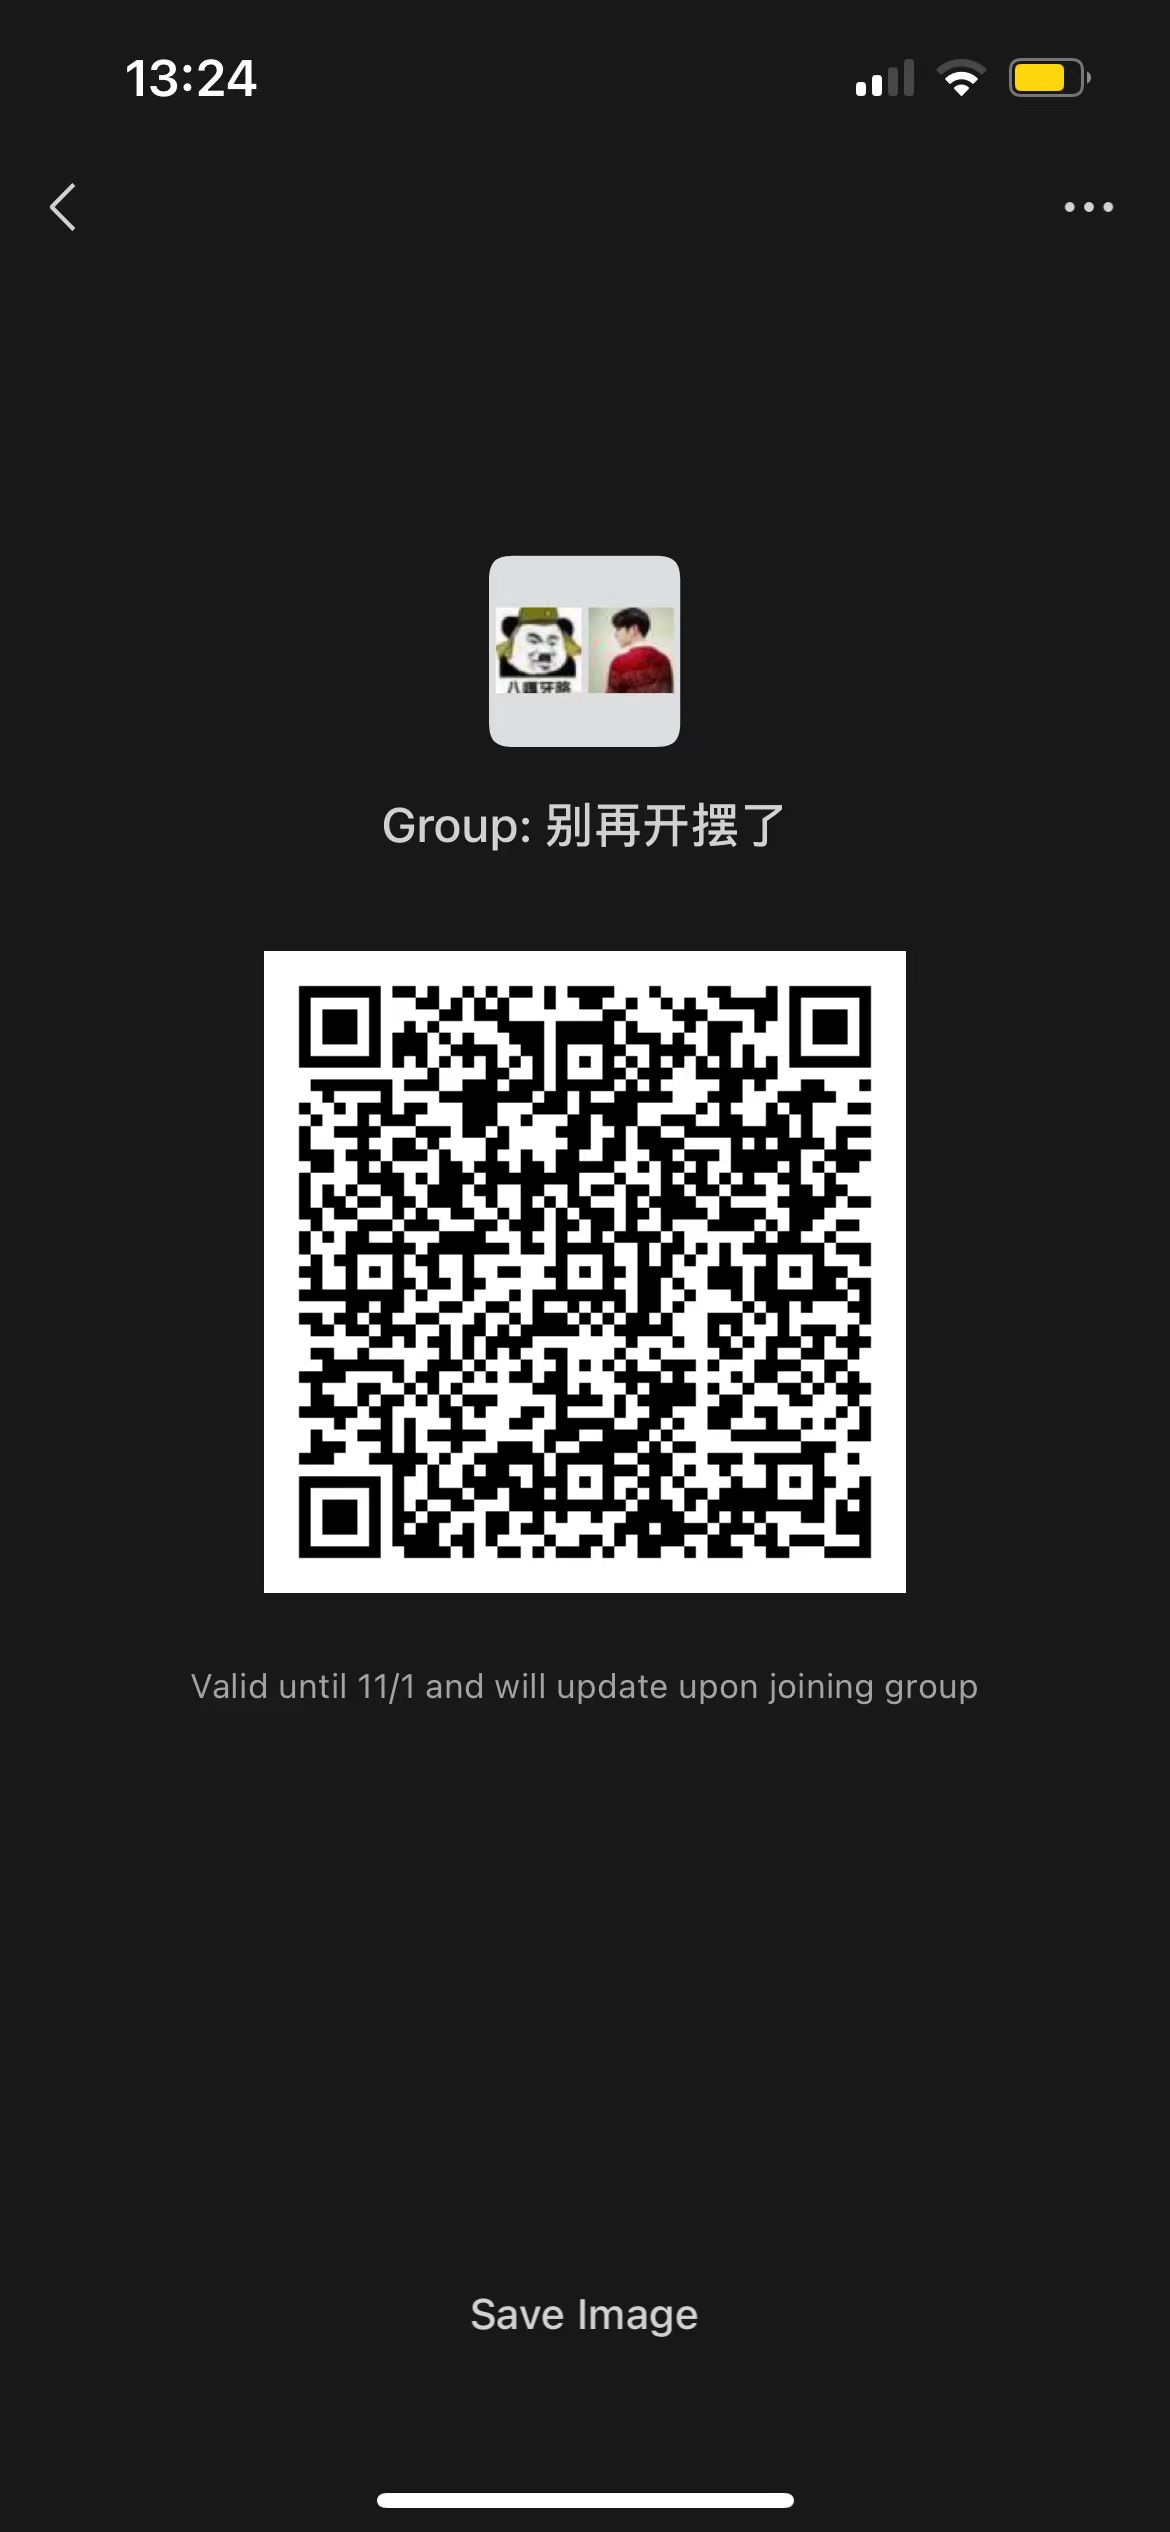 13:24
Group: 别再开摆了
Valid until 11/1 and will update upon joining group
Save Image